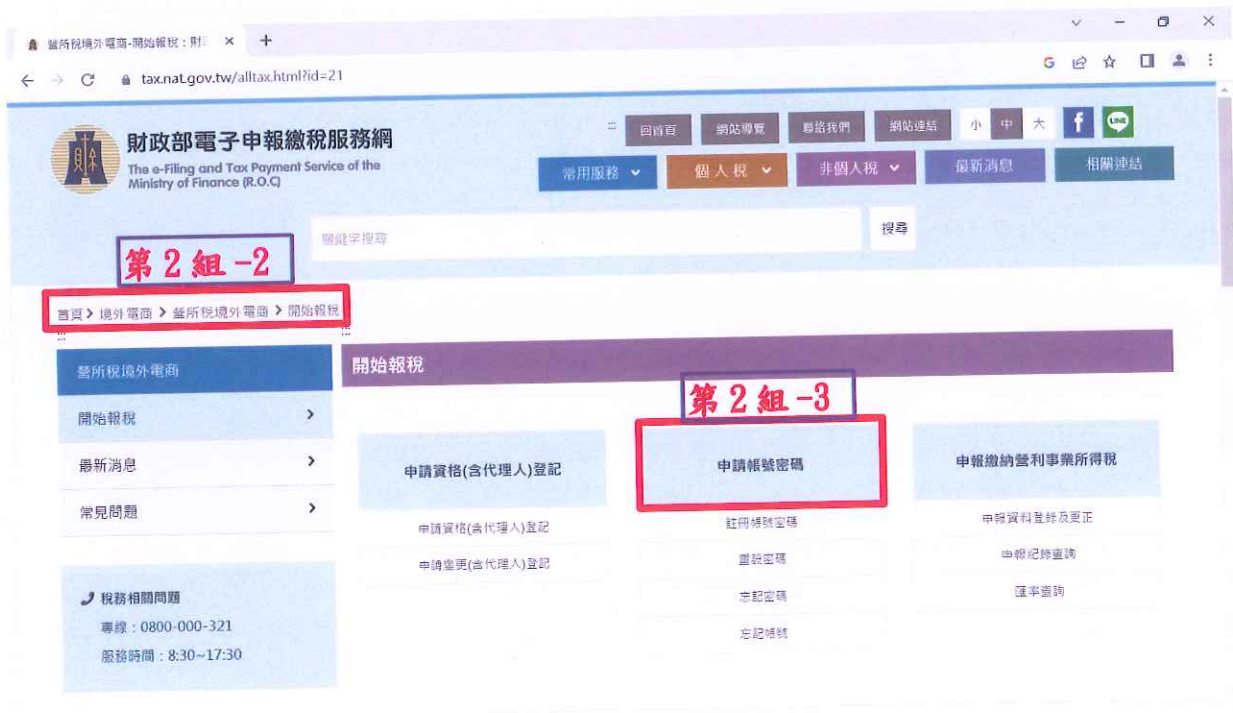 營所稅境外電商-開始報稅：財
tax.nat.gov.tw/alltax.html?id=21
財政部電子申報繳稅服務網
The e-Filing and Tax Payment Service of the
Ministry of Finance (R.O.C)
回首頁 網站導覽 聯絡我們 網站連結 小 中 大 f LINE
常用服務 個人稅 非個人稅 最新消息 相關連結
關鍵字搜尋 搜尋
第2組-2
首頁 > 境外電商 > 營所稅境外電商 > 開始報稅
營所稅境外電商
開始報稅
最新消息
常見問題
稅務相關問題
專線：0800-000-321
服務時間：8:30~17:30
開始報稅
第2組-3
申請資格(含代理人)登記
申請資格(含代理人)登記
申請變更(含代理人)登記
申請帳號密碼
註冊帳號密碼
重設密碼
忘記密碼
忘記帳號
申報繳納營利事業所得稅
申報資料登錄及更正
申報紀錄查詢
匯率查詢